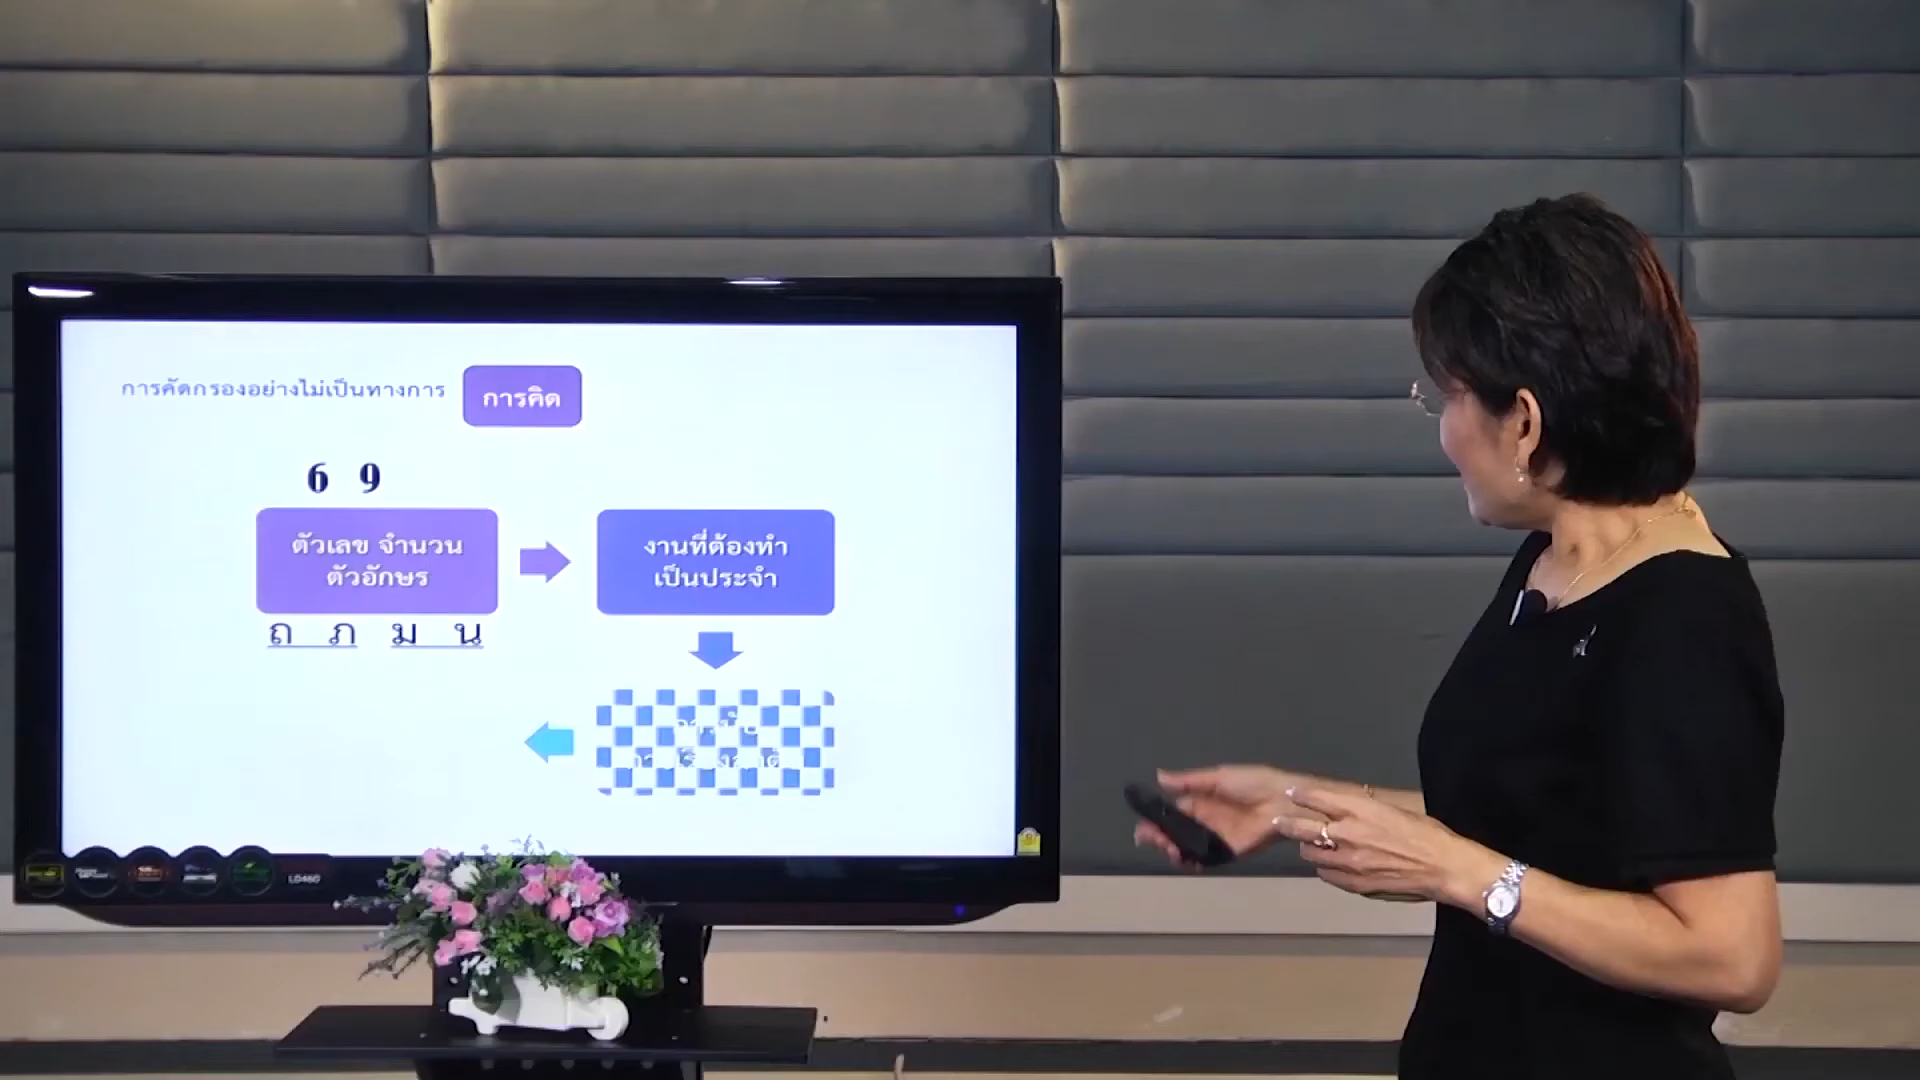 การคัดกรองอย่างไม่เป็นทางการ
การคิด
6 9
ตัวเลข จำนวน
ตัวอักษร
งานที่ต้องทำ
เป็นประจำ
ถ ภ ม น